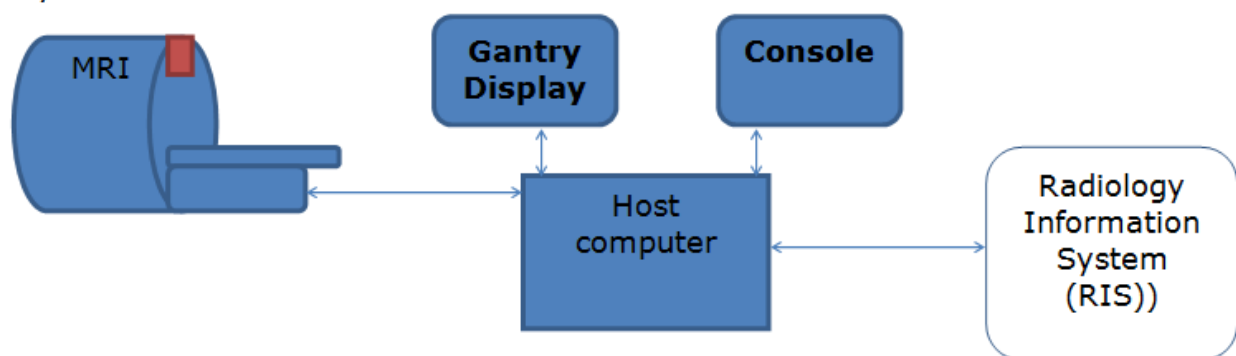 MRI
Gantry
Display
Console
Host
computer
Radiology
Information
System
(RIS))